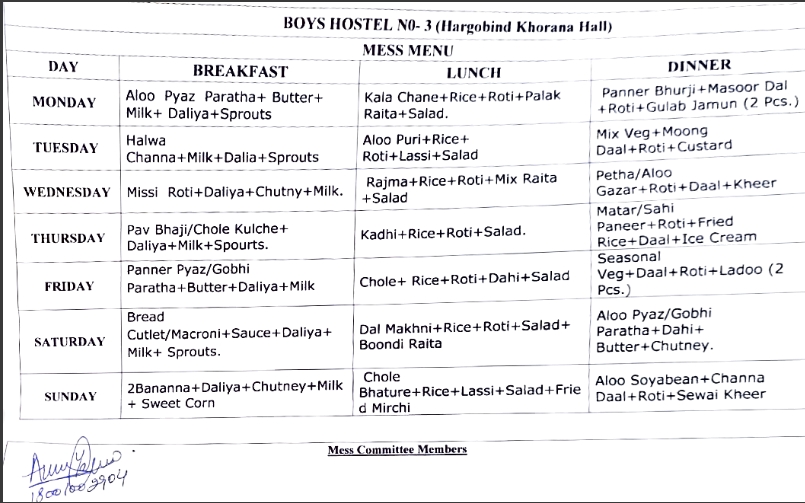 BOYS HOSTEL N0- 3 (Hargobind Khorana Hall)
MESS MENU
DAY BREAKFAST LUNCH DINNER
MONDAY
Aloo Pyaz Paratha+ Butter+
Milk+ Daliya+Sprouts
Kala Chane+Rice+Roti+Palak
Raita+Salad.
Panner Bhurji+Masoor Dal
+Roti+Gulab Jamun (2 Pcs.)
TUESDAY
Halwa
Channa+Milk+Dalia+Sprouts
Aloo Puri+Rice+
Roti+Lassi+Salad
Mix Veg+Moong
Daal+Roti+Custard
WEDNESDAY
Missi Roti+Daliya+Chutny+Milk.
Rajma+Rice+Roti+Mix Raita
+Salad
Petha/Aloo
Gazar+Roti+Daal+Kheer
THURSDAY
Pav Bhaji/Chole Kulche+
Daliya+Milk+Spourts.
Kadhi+Rice+Roti+Salad.
Matar/Sahi
Paneer+Roti+Fried
Rice+Daal+Ice Cream
FRIDAY
Panner Pyaz/Gobhi
Paratha+Butter+Daliya+Milk
Chole+ Rice+Roti+Dahi+Salad
Seasonal
Veg+Daal+Roti+Ladoo (2
Pcs.)
SATURDAY
Bread
Cutlet/Macroni+Sauce+Daliya+
Milk+ Sprouts.
Dal Makhni+Rice+Roti+Salad+
Boondi Raita
Aloo Pyaz/Gobhi
Paratha+Dahi+
Butter+Chutney.
SUNDAY
2Bananna+Daliya+Chutney+Milk
+ Sweet Corn
Chole
Bhature+Rice+Lassi+Salad+Frie
d Mirchi
Aloo Soyabean+Channa
Daal+Roti+Sewai Kheer
Mess Committee Members